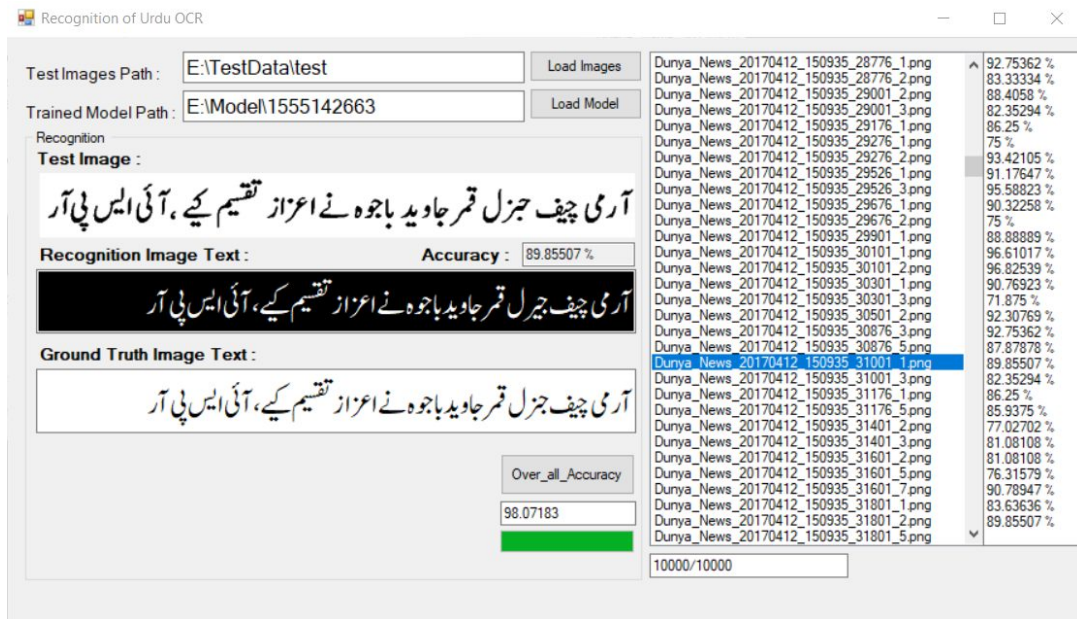 Recognition of Urdu OCR
Test Images Path :
E:\TestData\test
Load Images
Trained Model Path :
E:\Model\1555142663
Load Model
Recognition
Test Image :
آرمی چیف جنرل قمر جاوید باجوہ نے اعزاز تقسیم کیے ،آئی ایس پی آر
Recognition Image Text :
Accuracy :
89.85507 %
آرمی چیف جیرل قمر جاوید باجوہ نے اعزاز تقسیم کیے، آئی ایس پی آر
Ground Truth Image Text :
آرمی چیف جنرل قمر جاوید باجوہ نے اعزاز تقسیم کیے، آئی ایس پی آر
Over_all_Accuracy
98.07183
Dunya_News_20170412_150935_28776_1.png
Dunya_News_20170412_150935_28776_2.png
Dunya_News_20170412_150935_29001_2.png
Dunya_News_20170412_150935_29001_3.png
Dunya_News_20170412_150935_29176_1.png
Dunya_News_20170412_150935_29276_1.png
Dunya_News_20170412_150935_29276_2.png
Dunya_News_20170412_150935_29526_1.png
Dunya_News_20170412_150935_29526_3.png
Dunya_News_20170412_150935_29676_1.png
Dunya_News_20170412_150935_29676_2.png
Dunya_News_20170412_150935_29901_1.png
Dunya_News_20170412_150935_30101_1.png
Dunya_News_20170412_150935_30101_2.png
Dunya_News_20170412_150935_30301_1.png
Dunya_News_20170412_150935_30301_3.png
Dunya_News_20170412_150935_30501_2.png
Dunya_News_20170412_150935_30876_3.png
Dunya_News_20170412_150935_30876_5.png
Dunya_News_20170412_150935_31001_1.png
Dunya_News_20170412_150935_31001_3.png
Dunya_News_20170412_150935_31176_1.png
Dunya_News_20170412_150935_31176_5.png
Dunya_News_20170412_150935_31401_2.png
Dunya_News_20170412_150935_31401_3.png
Dunya_News_20170412_150935_31601_2.png
Dunya_News_20170412_150935_31601_5.png
Dunya_News_20170412_150935_31601_7.png
Dunya_News_20170412_150935_31801_1.png
Dunya_News_20170412_150935_31801_2.png
Dunya_News_20170412_150935_31801_5.png
92.75362 %
83.33334 %
88.4058 %
82.35294 %
86.25 %
75 %
93.42105 %
91.17647 %
95.58823 %
90.32258 %
75 %
88.88889 %
96.61017 %
96.82539 %
90.76923 %
71.875 %
92.30769 %
92.75362 %
87.87878 %
89.85507 %
82.35294 %
86.25 %
85.9375 %
77.02702 %
81.08108 %
81.08108 %
76.31579 %
90.78947 %
83.63636 %
89.85507 %
10000/10000